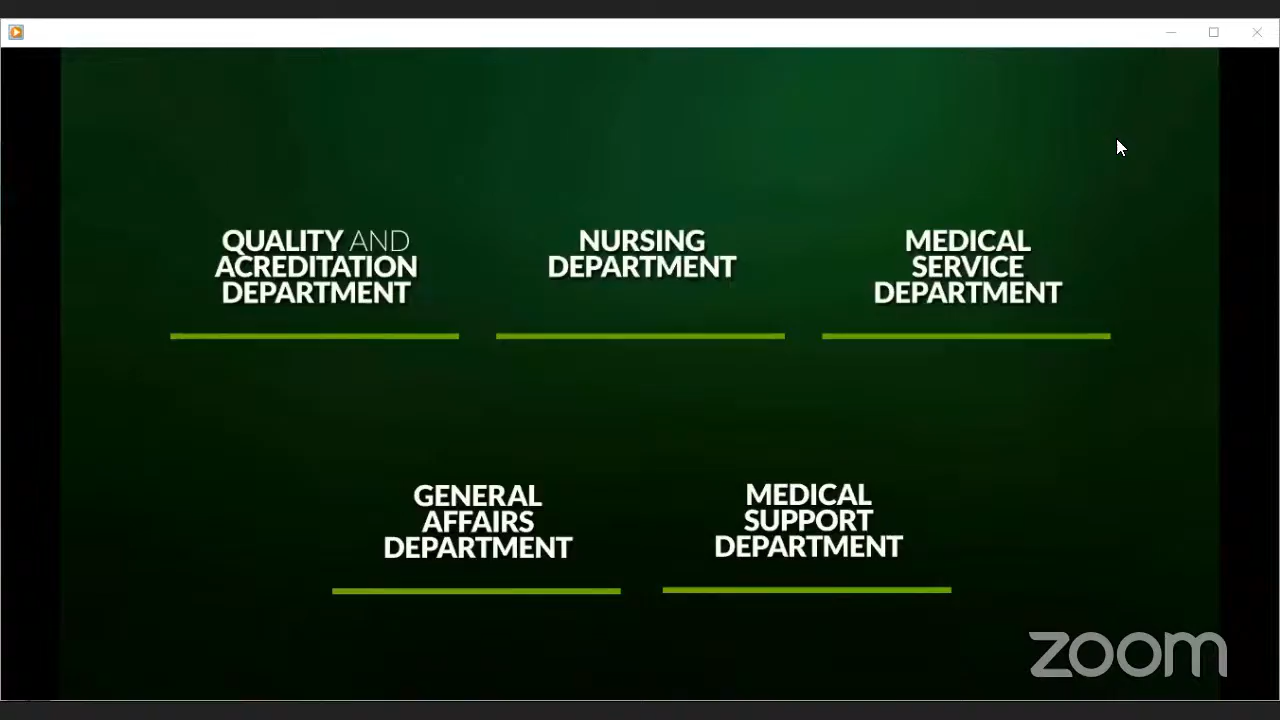 QUALITY AND
ACREDITATION
DEPARTMENT
NURSING
DEPARTMENT
MEDICAL
SERVICE
DEPARTMENT
GENERAL
AFFAIRS
DEPARTMENT
MEDICAL
SUPPORT
DEPARTMENT
zoom